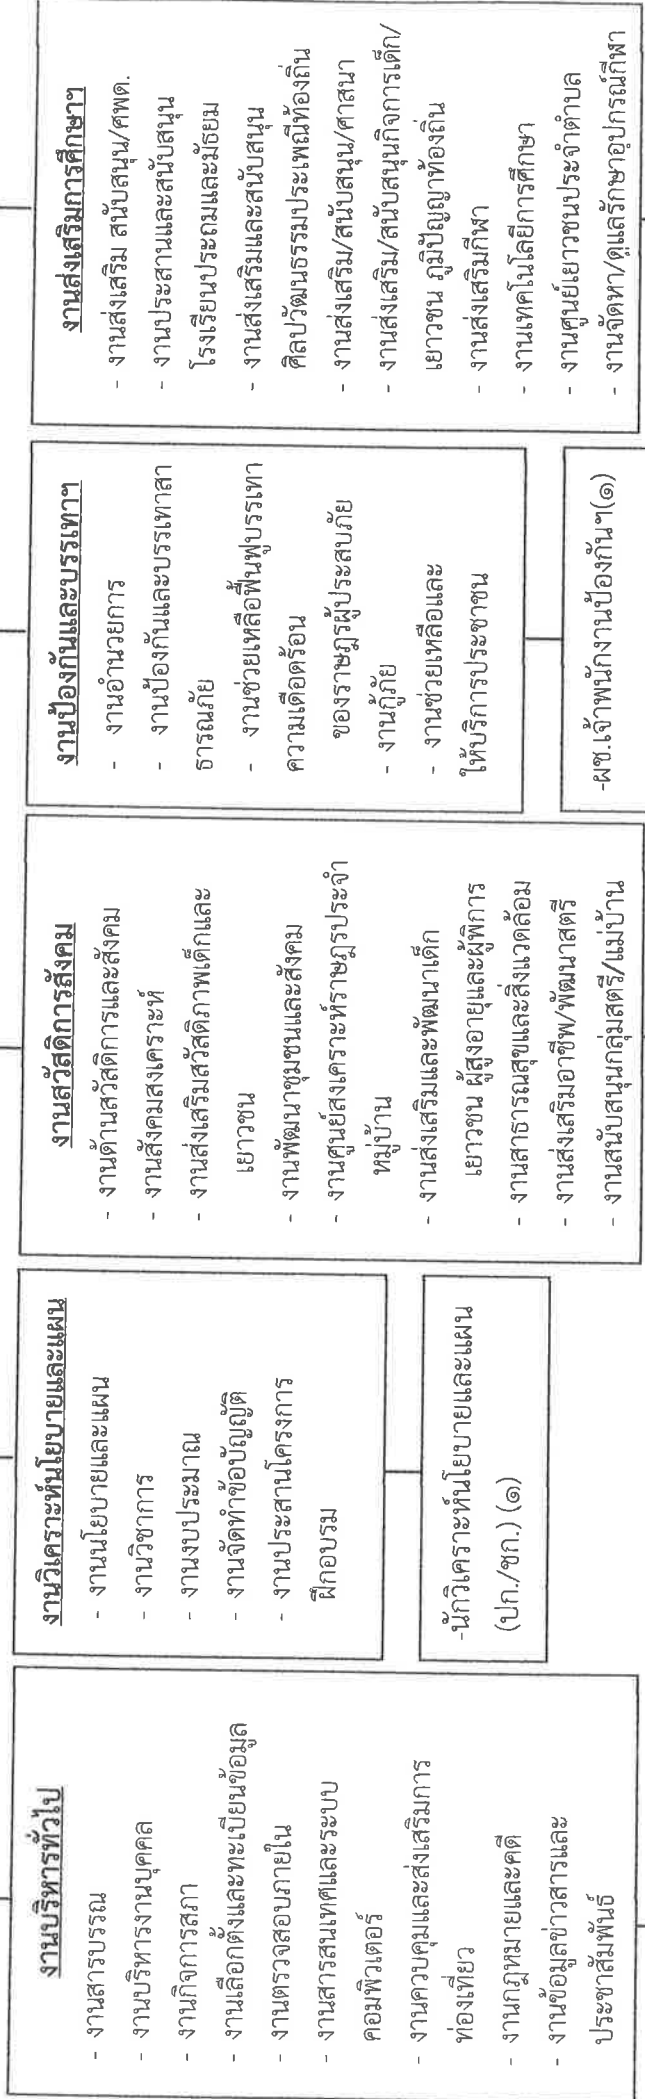 งานบริหารทั่วไป
- งานสารบรรณ
- งานบริหารงานบุคคล
- งานกิจการสภา
- งานเลือกตั้งและทะเบียนข้อมูล
- งานตรวจสอบภายใน
- งานสารสนเทศและระบบ
คอมพิวเตอร์
- งานควบคุมและส่งเสริมการ
ท่องเที่ยว
- งานกฎหมายและคดี
- งานข้อมูลข่าวสารและ
ประชาสัมพันธ์
งานวิเคราะห์นโยบายและแผน
- งานนโยบายและแผน
- งานวิชาการ
- งานงบประมาณ
- งานจัดทำข้อบัญญัติ
- งานประสานโครงการ
ฝึกอบรม
-นักวิเคราะห์นโยบายและแผน
(ปก./ชก.) (๑)
งานสวัสดิการสังคม
- งานด้านสวัสดิการและสังคม
- งานสังคมสงเคราะห์
- งานส่งเสริมสวัสดิภาพเด็กและ
เยาวชน
- งานพัฒนาชุมชนและสังคม
- งานศูนย์สงเคราะห์ราษฎรประจำ
หมู่บ้าน
- งานส่งเสริมและพัฒนาเด็ก
เยาวชน ผู้สูงอายุและผู้พิการ
- งานสาธารณสุขและสิ่งแวดล้อม
- งานส่งเสริมอาชีพ/พัฒนาสตรี
- งานสนับสนุนกลุ่มสตรี/แม่บ้าน
งานป้องกันและบรรเทาฯ
- งานอำนวยการ
- งานป้องกันและบรรเทาสา
ธารณภัย
- งานช่วยเหลือฟื้นฟูบรรเทา
ความเดือดร้อน
ของราษฎรผู้ประสบภัย
- งานกู้ภัย
- งานช่วยเหลือและ
ให้บริการประชาชน
-ผช.เจ้าพนักงานป้องกันฯ(๑)
งานส่งเสริมการศึกษาฯ
- งานส่งเสริม สนับสนุน/ศพด.
- งานประสานและสนับสนุน
โรงเรียนประถมและมัธยม
- งานส่งเสริมและสนับสนุน
ศิลปวัฒนธรรมประเพณีท้องถิ่น
- งานส่งเสริม/สนับสนุน/ศาสนา
- งานส่งเสริม/สนับสนุนกิจการเด็ก/
เยาวชน ภูมิปัญญาท้องถิ่น
- งานส่งเสริมกีฬา
- งานเทคโนโลยีการศึกษา
- งานศูนย์เยาวชนประจำตำบล
- งานจัดหา/ดูแลรักษาอุปกรณ์กีฬา